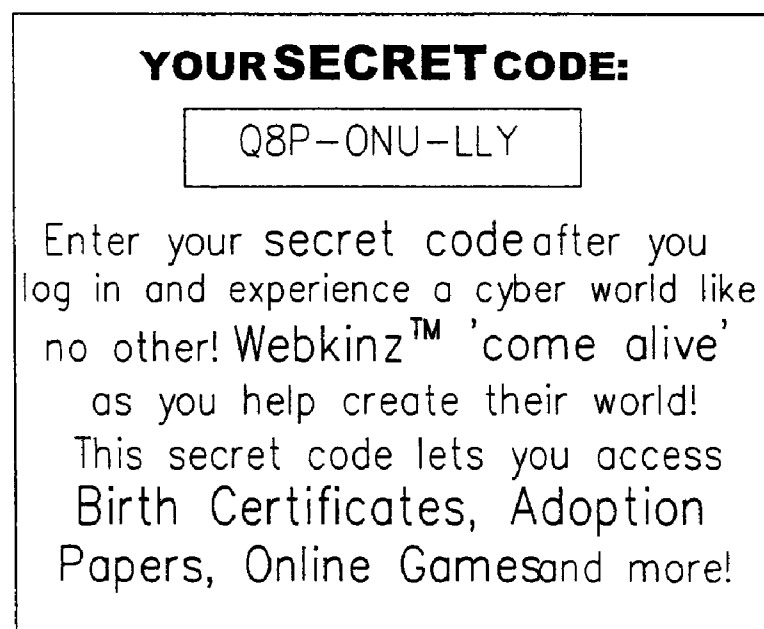 YOUR SECRET CODE:
Q8P-ONU-LLY
Enter your secret code after you
log in and experience a cyber world like
no other! Webkinz™ 'come alive'
as you help create their world!
This secret code lets you access
Birth Certificates, Adoption
Papers, Online Games and more!